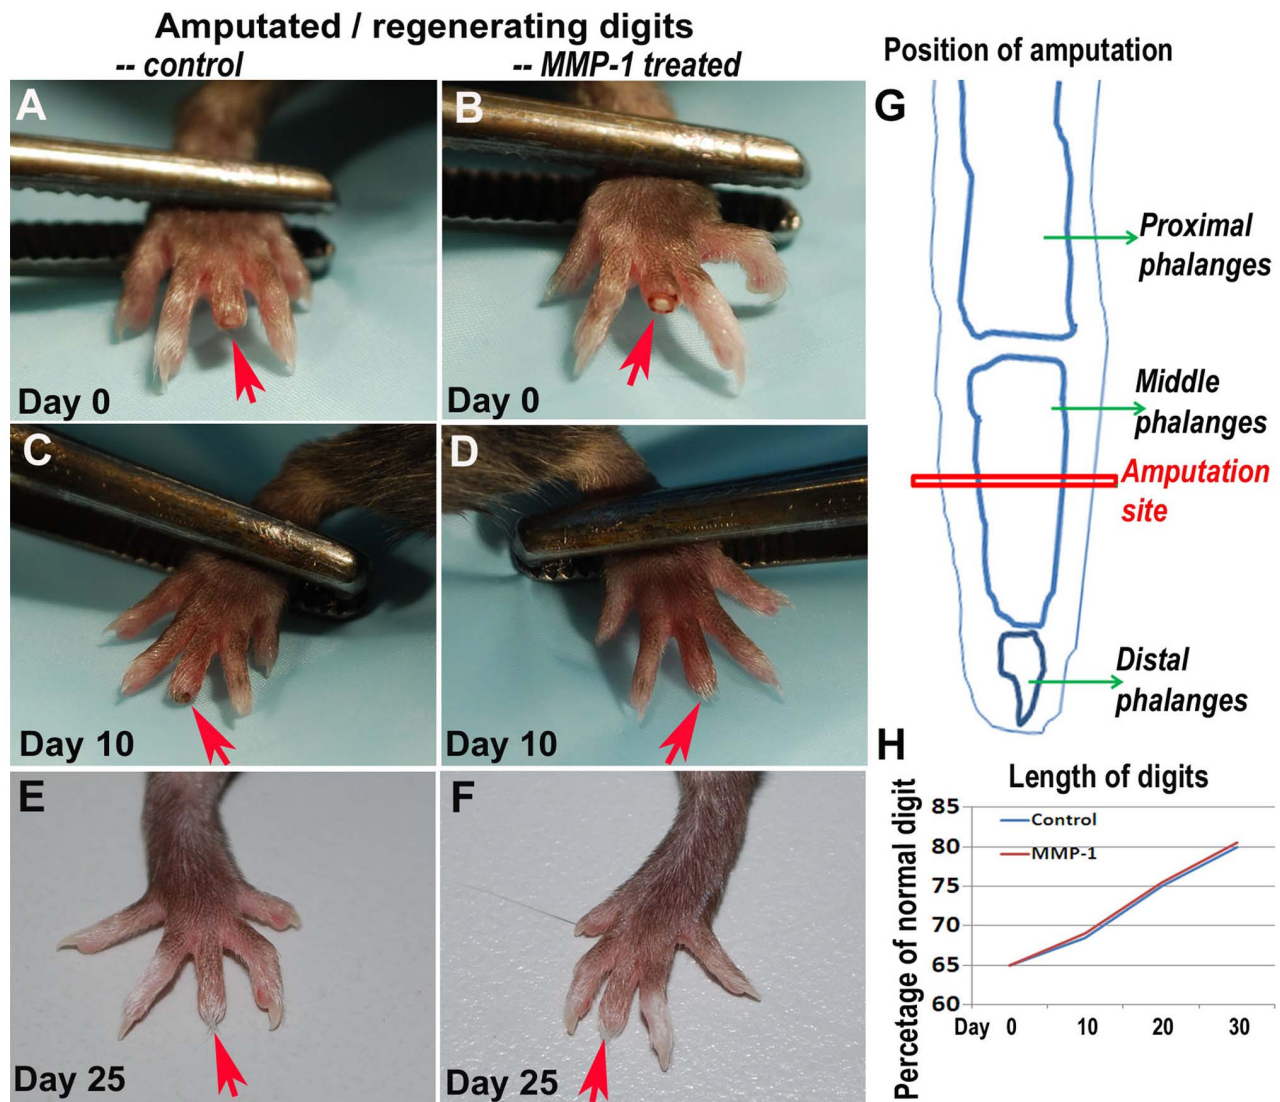 Amputated / regenerating digits
-- control
-- MMP-1 treated
A
Day 0
B
Day 0
C
Day 10
D
Day 10
E
Day 25
F
Day 25
Position of amputation
G
Proximal
phalanges
Middle
phalanges
Amputation
site
Distal
phalanges
H
Length of digits
Percetage of normal digit
85
80
75
70
65
60
Control
MMP-1
Day 0 10 20 30